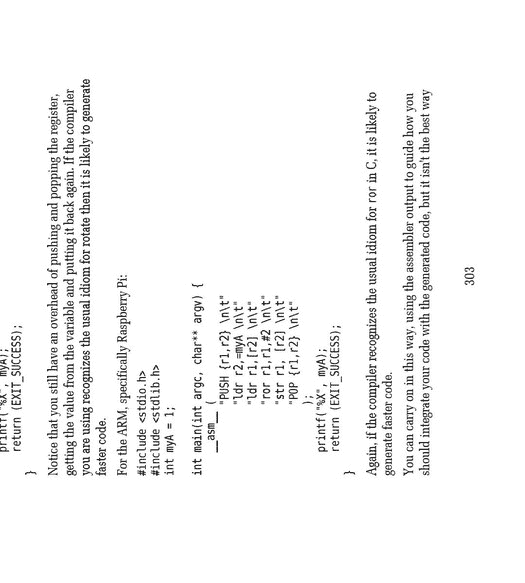 printf("%X", myA);
return (EXIT_SUCCESS);
}
Notice that you still have an overhead of pushing and popping the register,
getting the value from the variable and putting it back again. If the compiler
you are using recognizes the usual idiom for rotate then it is likely to generate
faster code.
For the ARM, specifically Raspberry Pi:
#include <stdio.h>
#include <stdlib.h>
int myA = 1;
int main(int argc, char** argv) {
__asm__ (
"PUSH {r1,r2} \n\t"
"ldr r2,=myA \n\t"
"ldr r1,[r2] \n\t"
"ror r1,r1,#2 \n\t"
"str r1, [r2] \n\t"
"POP {r1,r2} \n\t"
);
printf("%X", myA);
return (EXIT_SUCCESS);
}
Again, if the compiler recognizes the usual idiom for ror in C, it is likely to
generate faster code.
You can carry on in this way, using the assembler output to guide how you
should integrate your code with the generated code, but it isn't the best way
303